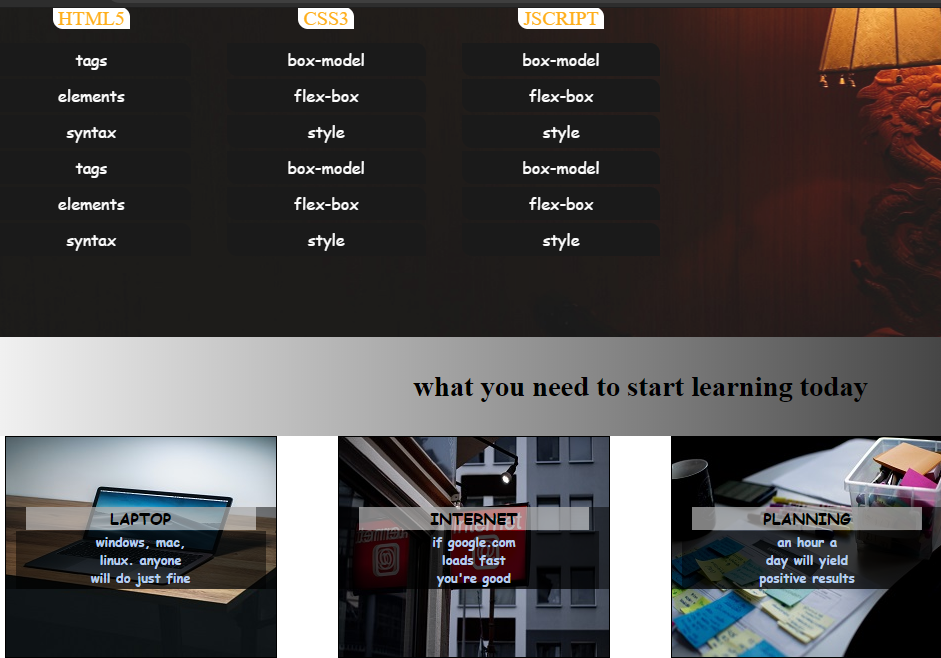 HTML5 CSS3 JSCRIPT
tags box-model box-model
elements flex-box flex-box
syntax style style
tags box-model box-model
elements flex-box flex-box
syntax style style
what you need to start learning today
LAPTOP
windows, mac,
linux. anyone
will do just fine
INTERNET
internet
if google.com
loads fast
you're good
PLANNING
an hour a
day will yield
positive results